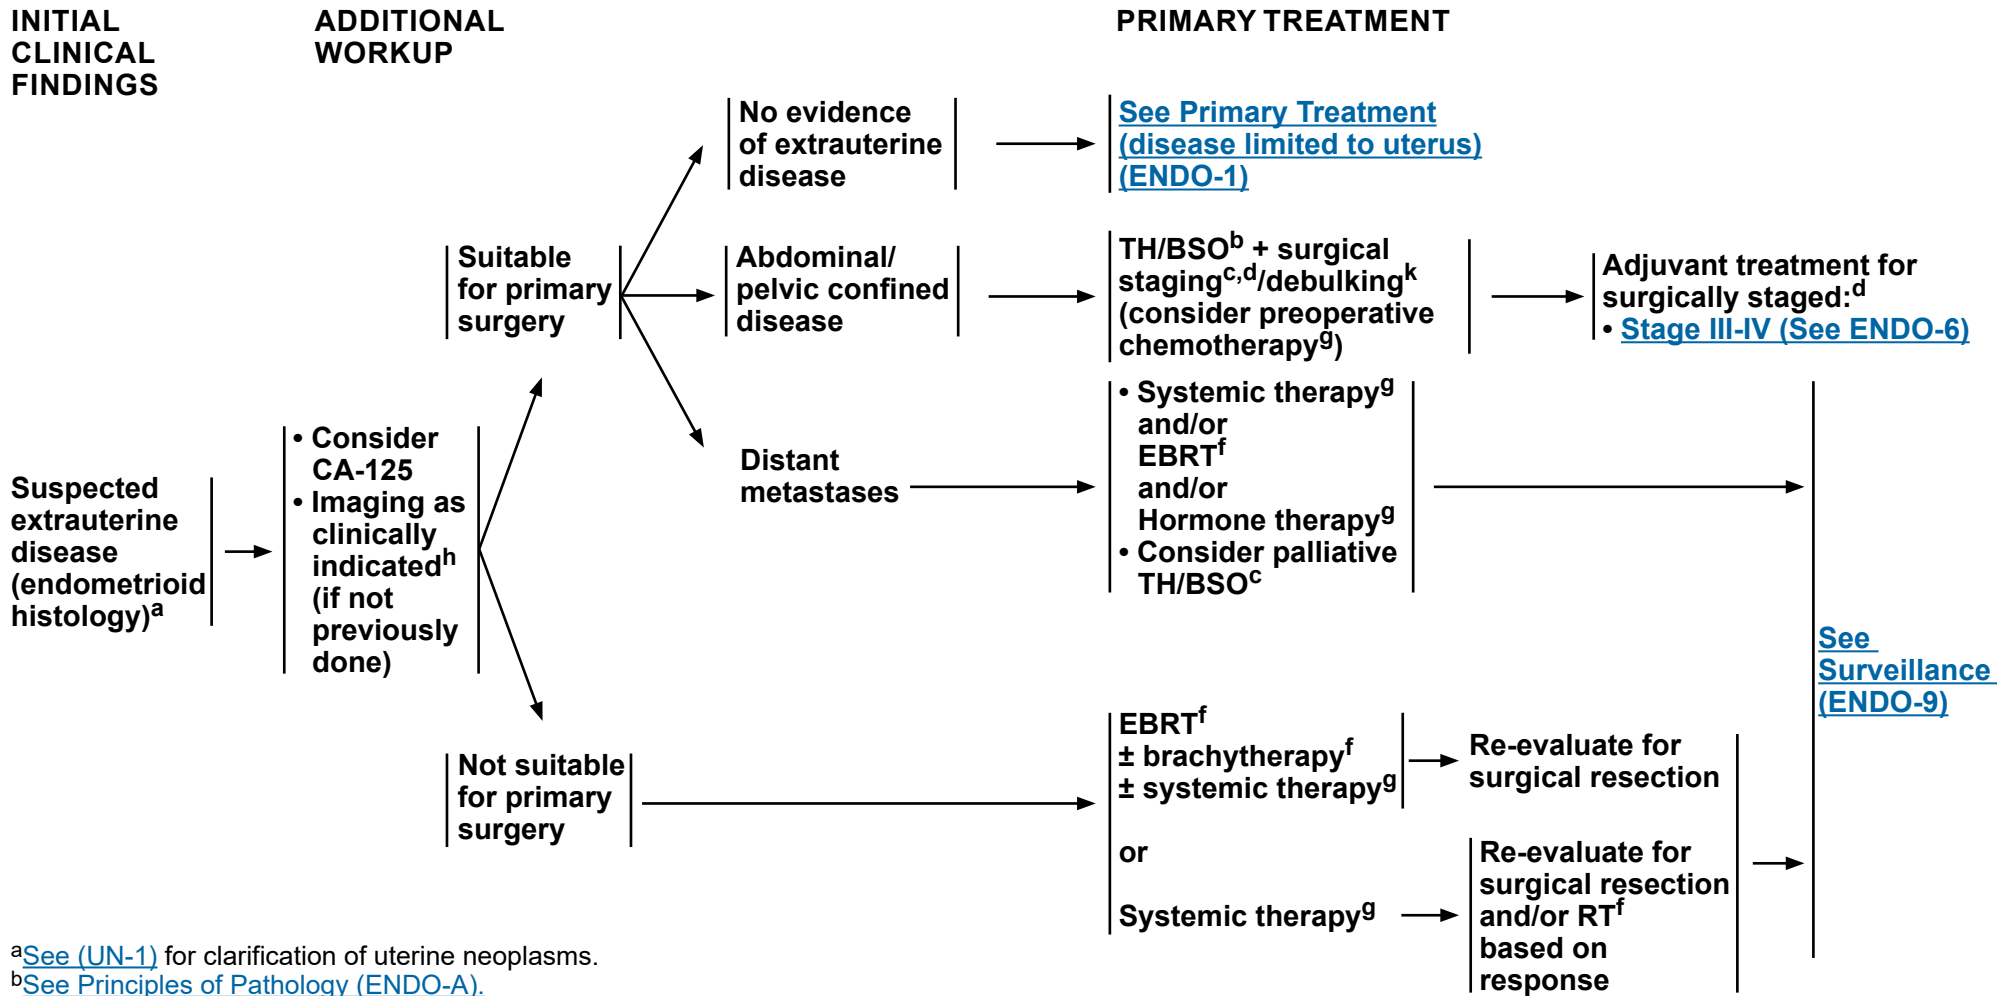 INITIAL
CLINICAL
FINDINGS
ADDITIONAL
WORKUP
PRIMARY TREATMENT
No evidence
of extrauterine
disease
See Primary Treatment
(disease limited to uterus)
(ENDO-1)
Suitable
for primary
surgery
Abdominal/
pelvic confined
disease
TH/BSOb + surgical
stagingc,d/debulkingk
(consider preoperative
chemotherapyg)
Adjuvant treatment for
surgically staged:d
• Stage III-IV (See ENDO-6)
Suspected
extrauterine
disease
(endometrioid
histology)a
• Consider
CA-125
• Imaging as
clinically
indicatedh
(if not
previously
done)
Distant
metastases
• Systemic therapyg
and/or
EBRTf
and/or
Hormone therapyg
• Consider palliative
TH/BSOc
See
Surveillance
(ENDO-9)
Not suitable
for primary
surgery
EBRTf
± brachytherapyf
± systemic therapyg
Re-evaluate for
surgical resection
or
Systemic therapyg
Re-evaluate for
surgical resection
and/or RTf
based on
response
aSee (UN-1) for clarification of uterine neoplasms.
bSee Principles of Pathology (ENDO-A).